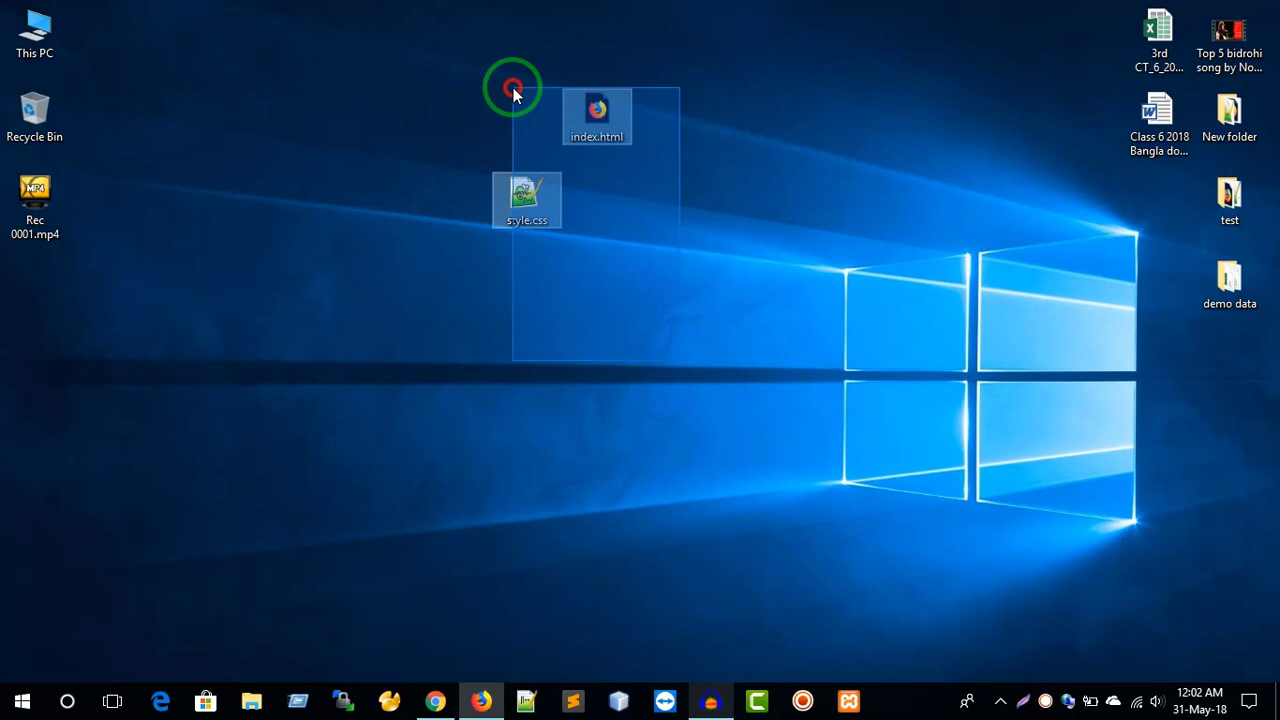 This PC
Recycle Bin
MP4
Rec
0001.mp4
index.html
style.css
3rd
CT_6_20...
Top 5 bidrohi
song by No...
Class 6 2018
Bangla do...
New folder
test
demo data
12:02 AM
31-May-18